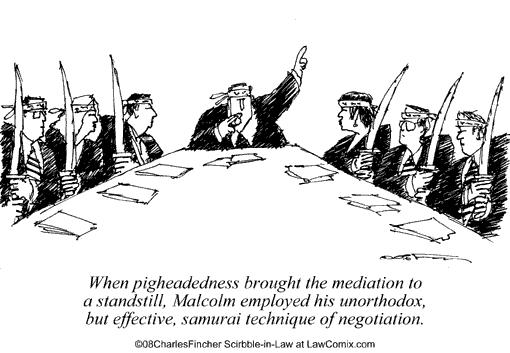 When pigheadedness brought the mediation to
a standstill, Malcolm employed his unorthodox,
but effective, samurai technique of negotiation.
©08CharlesFincher Scirbble-in-Law at LawComix.com